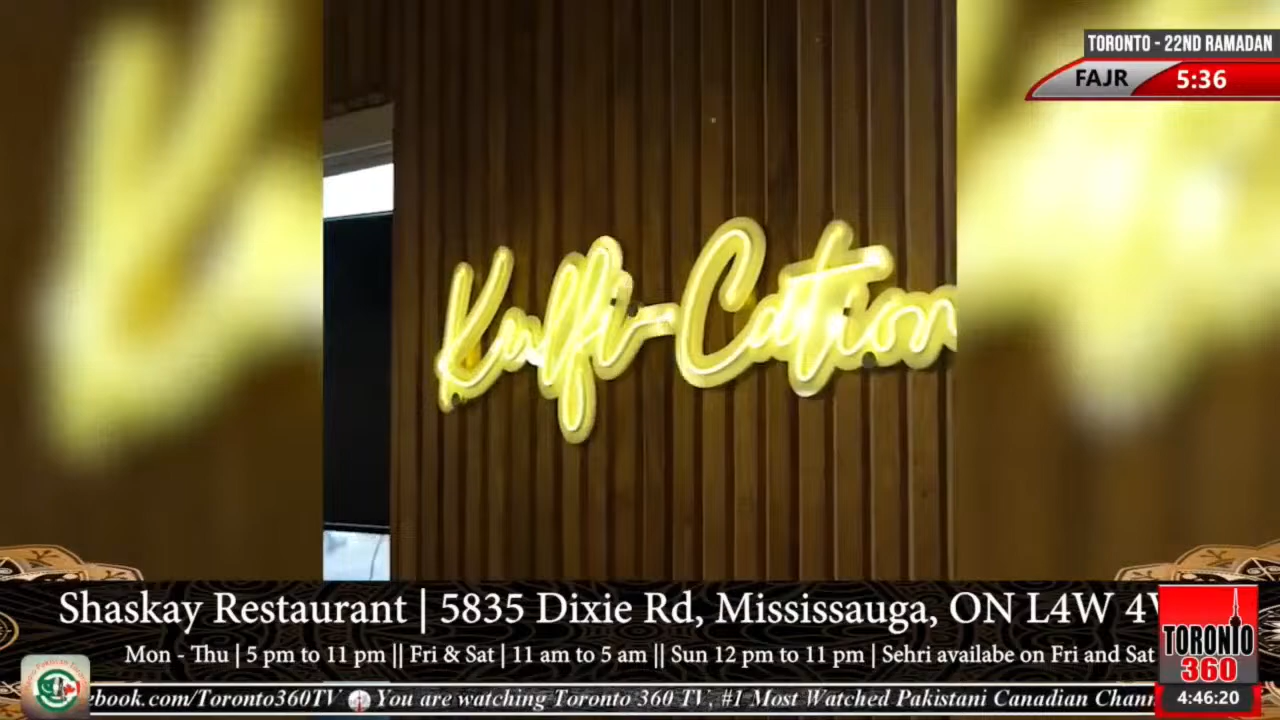 TORONTO - 22ND RAMADAN
FAJR 5:36
Kulfi-Cation
Shaskay Restaurant | 5835 Dixie Rd, Mississauga, ON L4W 4
Mon - Thu | 5 pm to 11 pm || Fri & Sat | 11 am to 5 am || Sun 12 pm to 11 pm | Sehri availabe on Fri and Sat
ebook.com/Toronto360TV You are watching Toronto 360 TV, #1 Most Watched Pakistani Canadian Chann
TORONTO
360
4:46:20